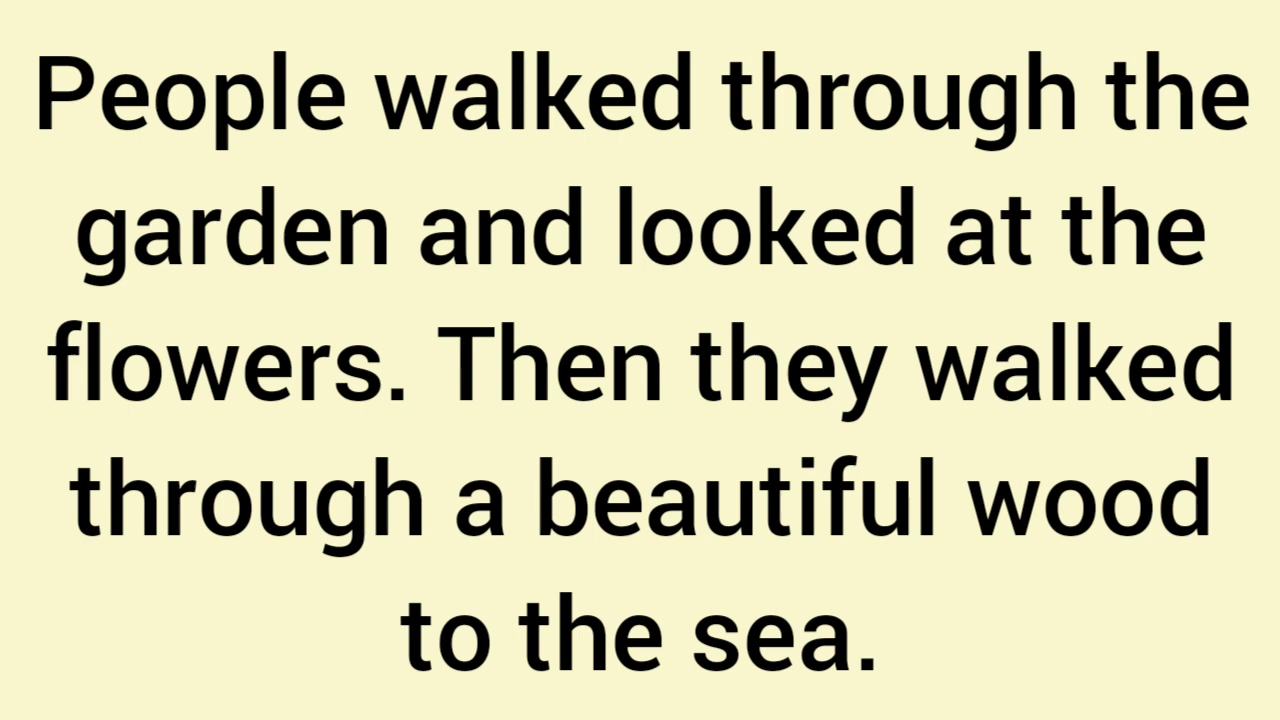 People walked through the
garden and looked at the
flowers. Then they walked
through a beautiful wood
to the sea.